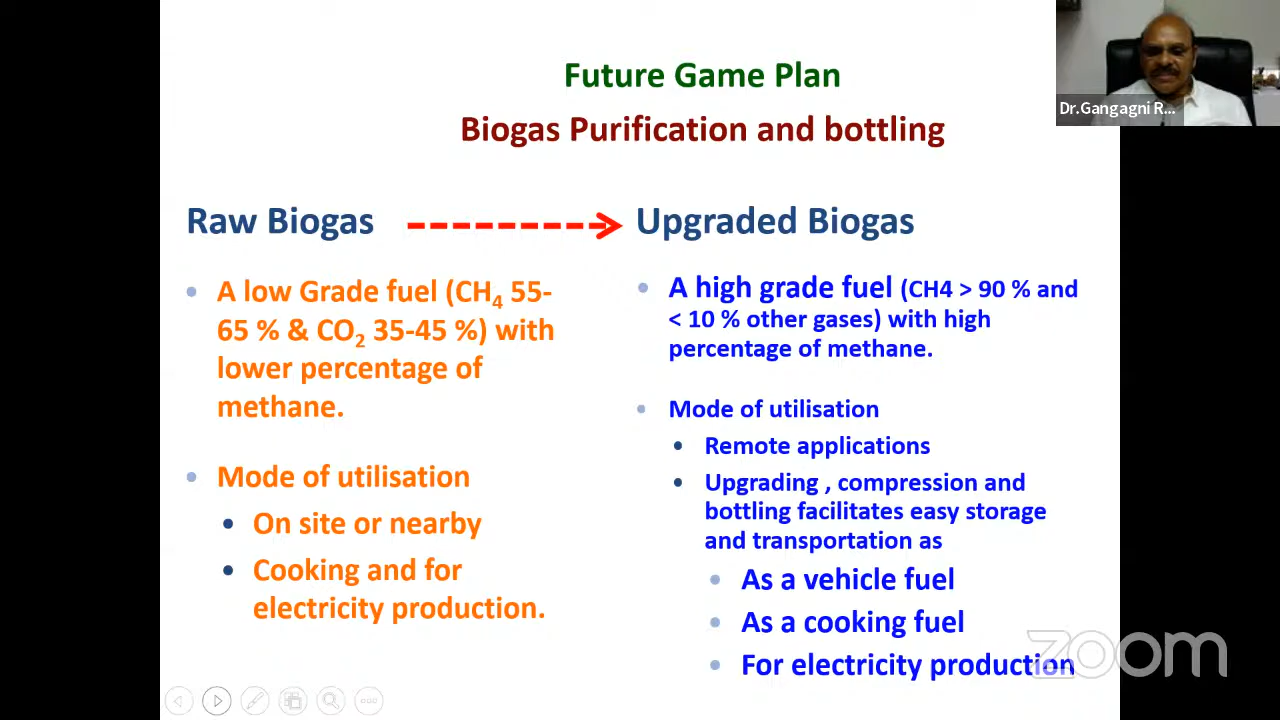 Future Game Plan
Biogas Purification and bottling
Dr.Gangagni R...
Raw Biogas
A low Grade fuel (CH4 55-
65 % & CO2 35-45 %) with
lower percentage of
methane.
Mode of utilisation
On site or nearby
Cooking and for
electricity production.
Upgraded Biogas
A high grade fuel (CH4 > 90 % and
< 10 % other gases) with high
percentage of methane.
Mode of utilisation
Remote applications
Upgrading , compression and
bottling facilitates easy storage
and transportation as
As a vehicle fuel
As a cooking fuel
For electricity production
zoom